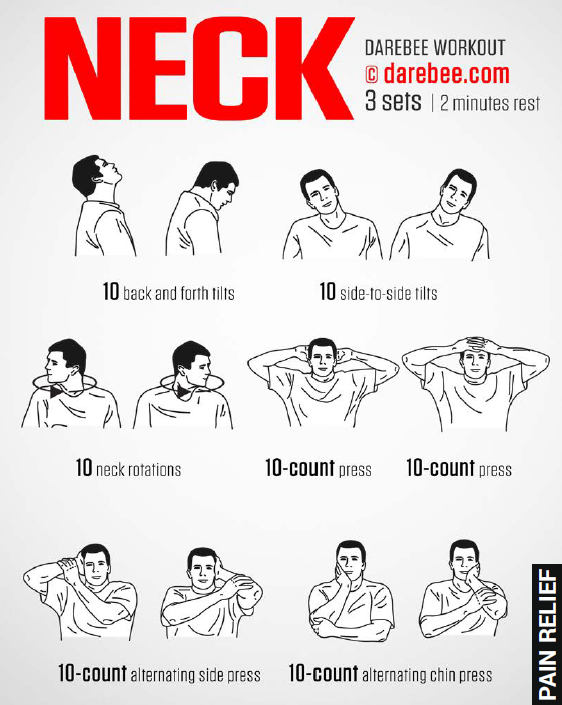 NECK
DAREBEE WORKOUT
© darebee.com
3 sets | 2 minutes rest
10 back and forth tilts
10 side-to-side tilts
10 neck rotations
10-count press
10-count press
10-count alternating side press
10-count alternating chin press
PAIN RELIEF